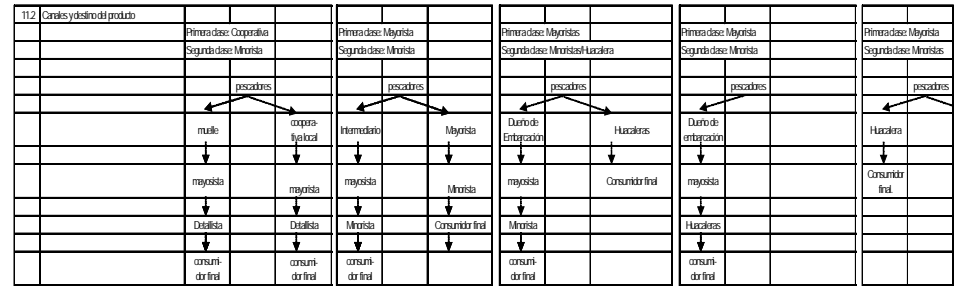 11.2 Canales y destino del producto
Primera clase: Cooperativa
Primera clase: Mayorista
Primera clase: Mayoristas
Primera clase: Mayorista
Primera clase: Mayorista
Segunda clase: Minorista
Segunda clase: Minorista
Segunda clase: Minoristas/Huacalera
Segunda clase: Minorista
Segunda clase: Minoristas
pescadores
pescadores
pescadores
pescadores
pescadores
muelle
coopera-
tiva local
Intermediario
Mayorista
Dueño de
Embarcación
Huacaleras
Dueño de
embarcación
Huacalera
mayosista
mayorista
mayosista
Minorista
mayosista
Consumidor final
mayosista
Consumidor
final.
Detallista
Detallista
Minorista
Consumidor final
Minorista
Huacaleras
consumi-
dor final
consumi-
dor final
consumi-
dor final
consumi-
dor final
consumi-
dor final